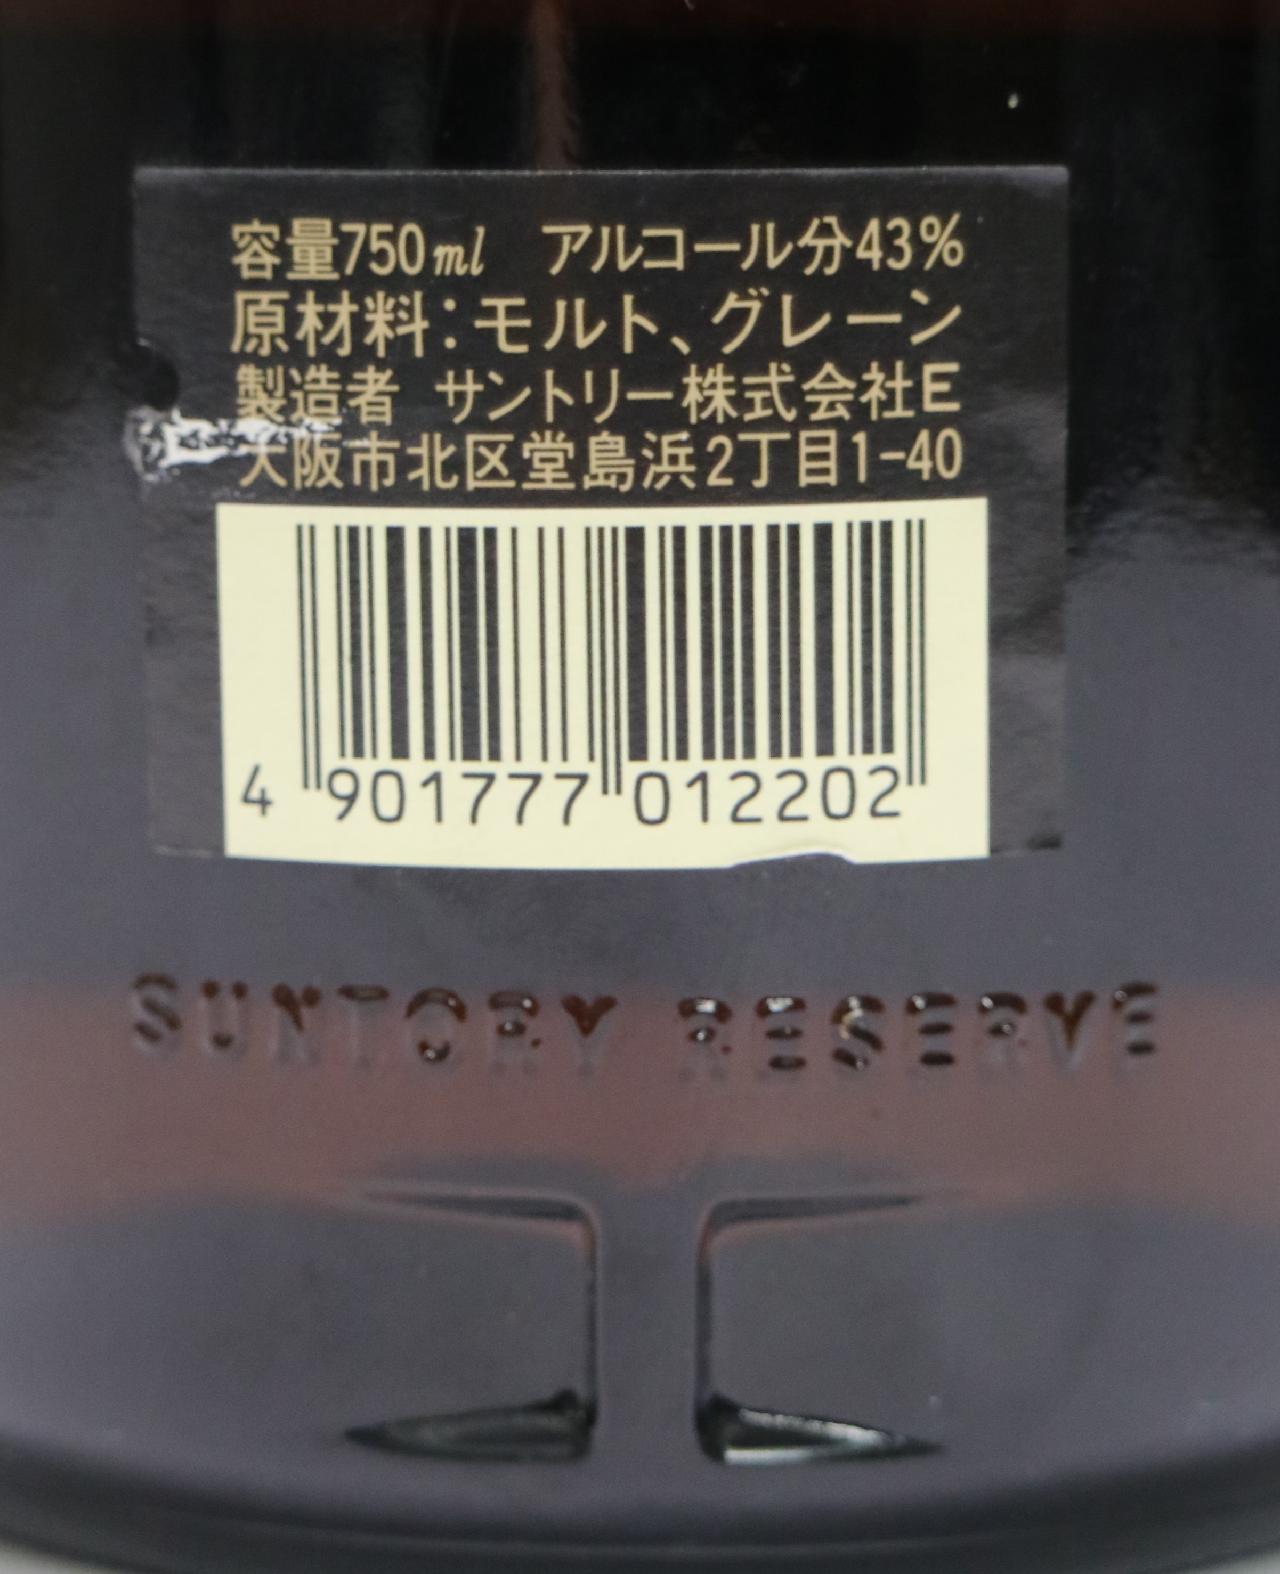 容量750ml　アルコール分43%
原材料：モルト、グレーン
製造者 サントリー株式会社E
大阪市北区堂島浜2丁目1-40
4 901777 012202
SUNTORY RESERVE